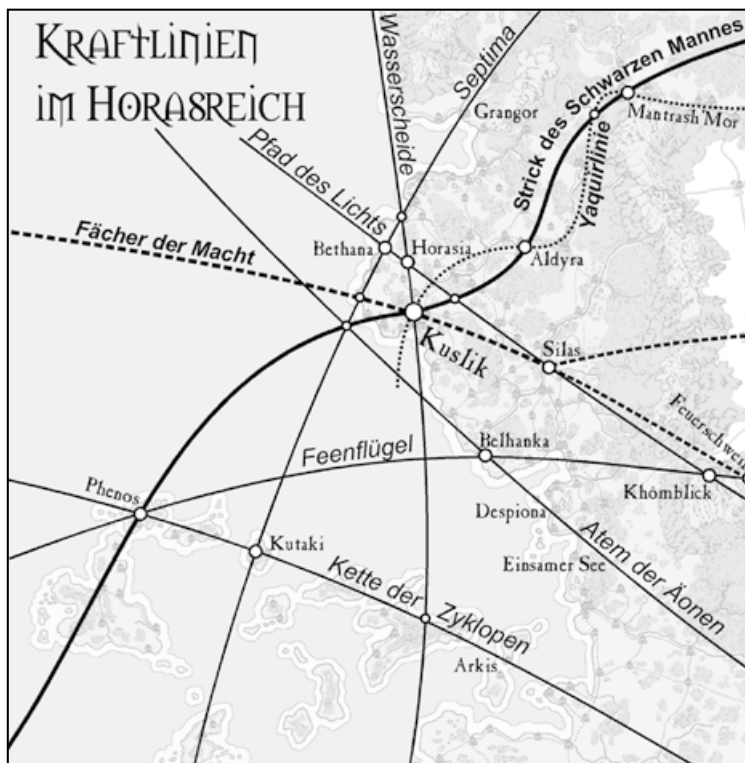 Kraftlinien
im Horasreich
Wasserscheide
Septima
Grangor
Strick des Schwarzen Mannes
Mantrash'Mor
Yaquirlinie
Pfad des Lichts
Fächer der Macht
Bethana
Horasia
Aldyra
Kuslik
Silas
Feuerschwei
Feenflügel
Belhanka
Phenos
Khômblick
Despiona
Kutaki
Einsamer See
Atem der Äonen
Kette der Zyklopen
Arkis